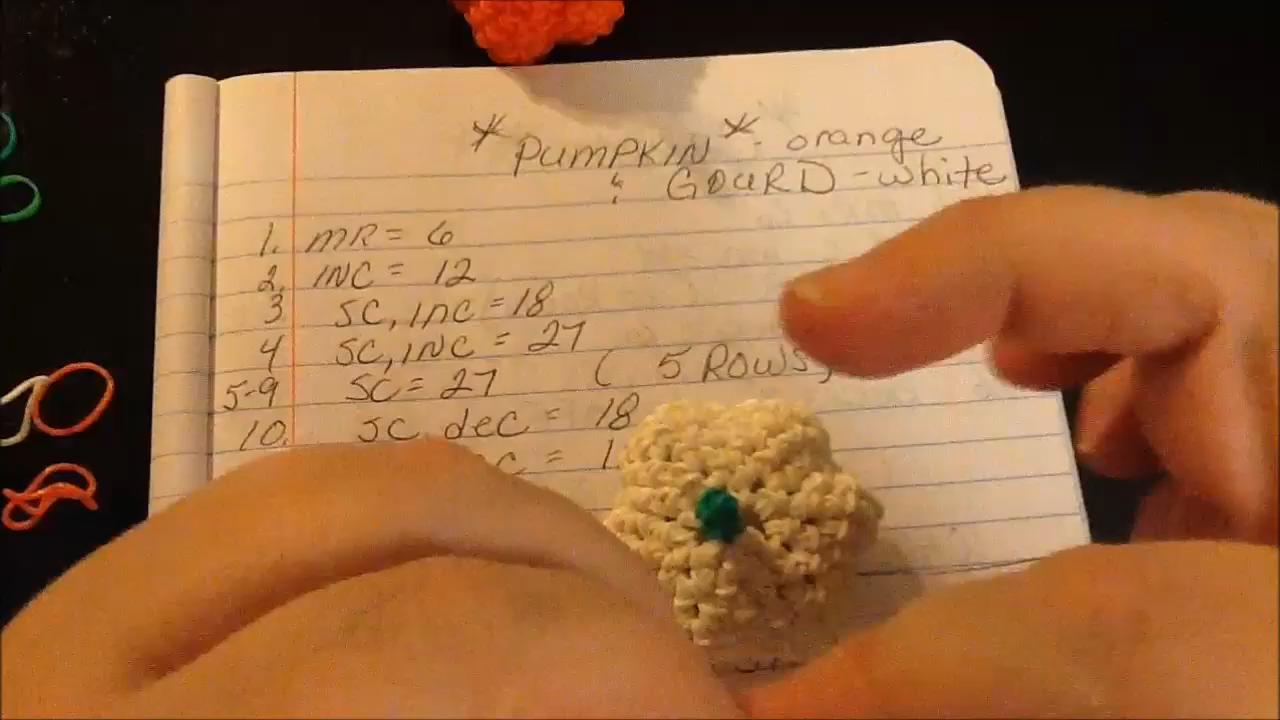 *PUMPKIN* - orange
& GOURD - white
1. MR = 6
2. INC = 12
3 SC, INC = 18
4 SC, INC = 27
5-9 SC = 27 ( 5 ROWS)
10. SC dec = 18